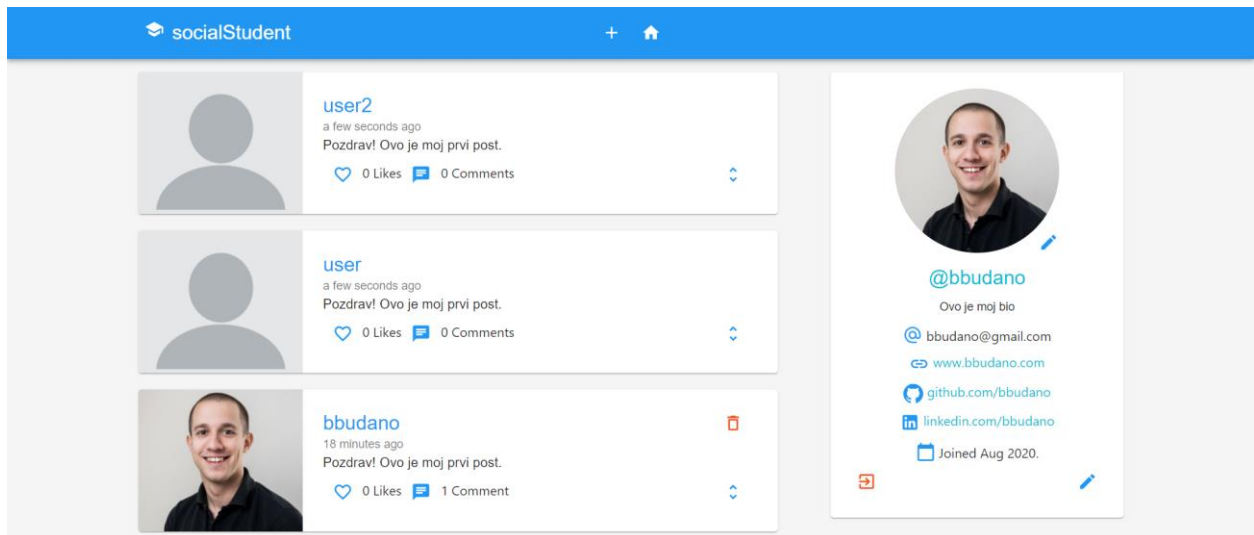 socialStudent
user2
a few seconds ago
Pozdrav! Ovo je moj prvi post.
0 Likes 0 Comments
user
a few seconds ago
Pozdrav! Ovo je moj prvi post.
0 Likes 0 Comments
bbudano
18 minutes ago
Pozdrav! Ovo je moj prvi post.
0 Likes 1 Comment
@bbudano
Ovo je moj bio
bbudano@gmail.com
www.bbudano.com
github.com/bbudano
linkedin.com/bbudano
Joined Aug 2020.